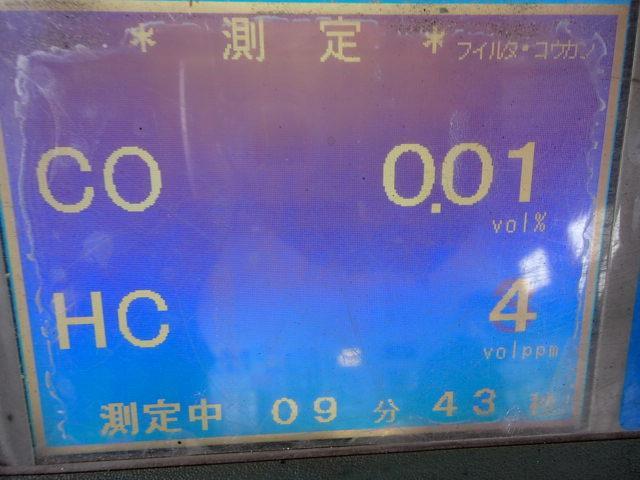 * 測 定 * フィルタ・コウカン
CO 0.01
vol%
HC 4
volppm
測定中 09 分 43 秒